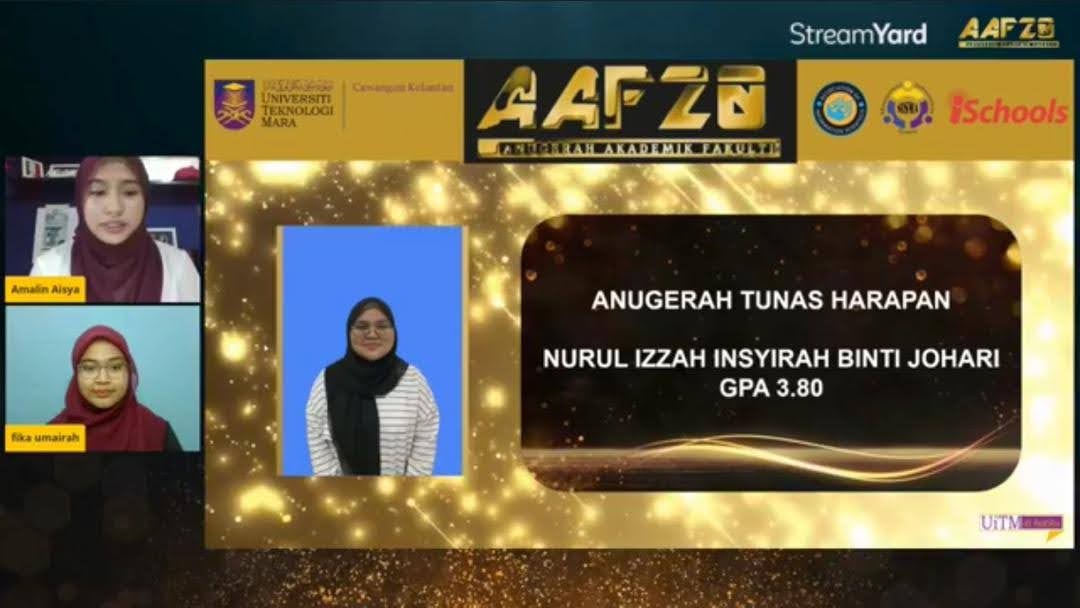 StreamYard
AAF20
UNIVERSITI
TEKNOLOGI
MARA
Cawangan Kelantan
AAF20
ANUGERAH AKADEMIK FAKULTI
iSchools
Amalin Aisya
fika umairah
ANUGERAH TUNAS HARAPAN
NURUL IZZAH INSYIRAH BINTI JOHARI
GPA 3.80
UiTM